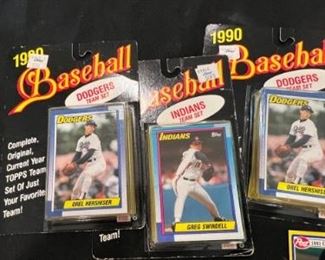 1990
Baseball
DODGERS
TEAM SET
Complete,
Original,
Current Year
TOPPS Team
Set Of Just
Your Favorite
Team!
DODGERS
OREL HERSHISER
Baseball
INDIANS
TEAM SET
INDIANS
Topps
GREG SWINDELL
1990
Baseball
DODGERS
TEAM SET
DODGERS
OREL HERSHISER